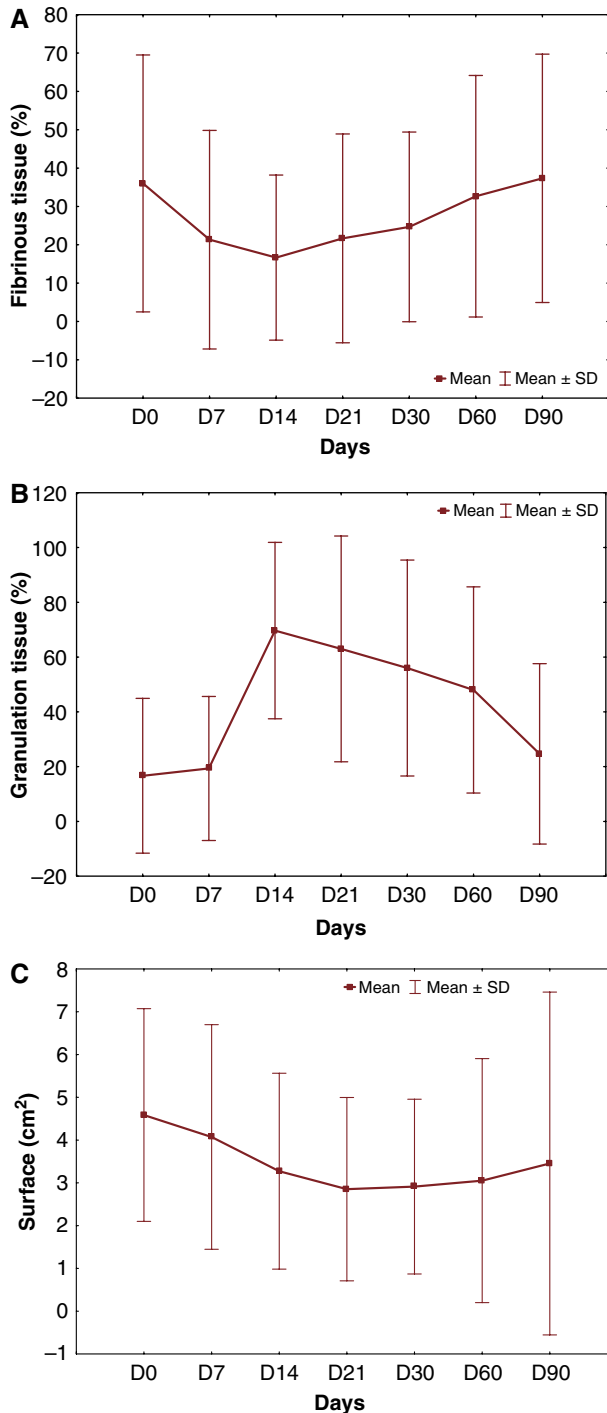 A
80
70
60
50
40
30
20
10
0
–10
–20
Fibrinous tissue (%)
Mean Mean ± SD
D0 D7 D14 D21 D30 D60 D90
Days
B
120
100
80
60
40
20
0
–20
Granulation tissue (%)
Mean Mean ± SD
D0 D7 D14 D21 D30 D60 D90
Days
C
8
7
6
5
4
3
2
1
0
–1
Surface (cm²)
Mean Mean ± SD
D0 D7 D14 D21 D30 D60 D90
Days